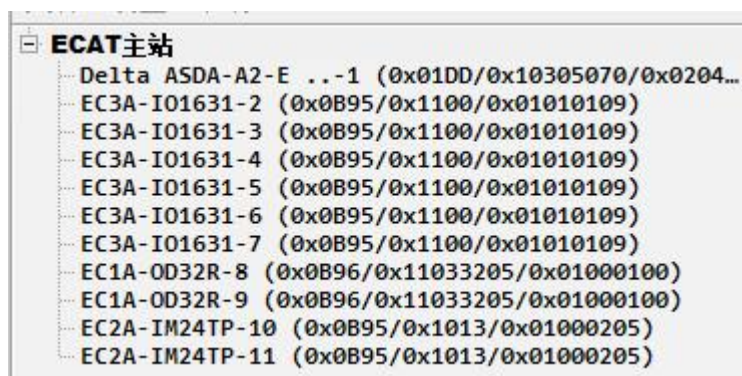 ECAT主站
Delta ASDA-A2-E ..-1 (0x01DD/0x10305070/0x0204…
EC3A-IO1631-2 (0x0B95/0x1100/0x01010109)
EC3A-IO1631-3 (0x0B95/0x1100/0x01010109)
EC3A-IO1631-4 (0x0B95/0x1100/0x01010109)
EC3A-IO1631-5 (0x0B95/0x1100/0x01010109)
EC3A-IO1631-6 (0x0B95/0x1100/0x01010109)
EC3A-IO1631-7 (0x0B95/0x1100/0x01010109)
EC1A-OD32R-8 (0x0B96/0x11033205/0x01000100)
EC1A-OD32R-9 (0x0B96/0x11033205/0x01000100)
EC2A-IM24TP-10 (0x0B95/0x1013/0x01000205)
EC2A-IM24TP-11 (0x0B95/0x1013/0x01000205)